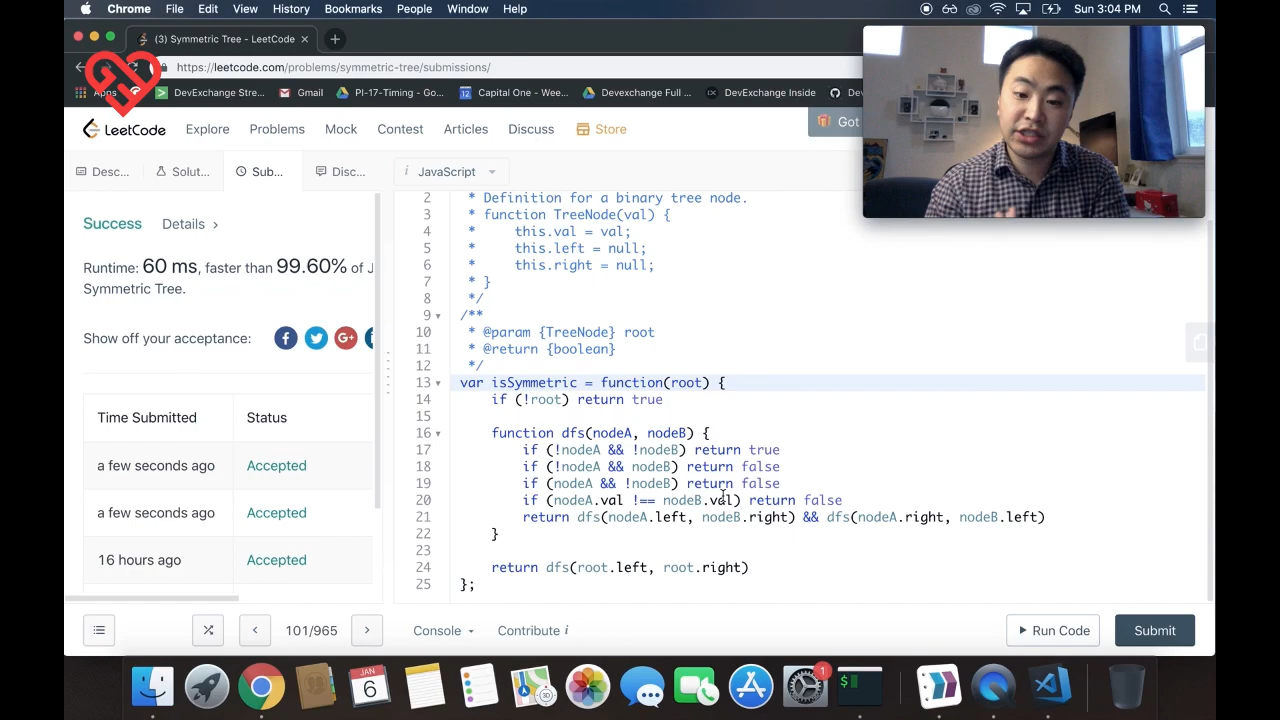 Chrome File Edit View History Bookmarks People Window Help Sun 3:04 PM
(3) Symmetric Tree - LeetCode
https://leetcode.com/problems/symmetric-tree/submissions/
Apps DevExchange Stre... Gmail PI-17-Timing - Go... Capital One - Wee... Devexchange Full ... DevExchange Inside
LeetCode Explore Problems Mock Contest Articles Discuss Store Got
Desc... Solut... Sub... Disc... i JavaScript
Success Details >
Runtime: 60 ms, faster than 99.60% of J
Symmetric Tree.
Show off your acceptance:
Time Submitted Status
a few seconds ago Accepted
a few seconds ago Accepted
16 hours ago Accepted
2 * Definition for a binary tree node.
3 * function TreeNode(val) {
4 *     this.val = val;
5 *     this.left = null;
6 *     this.right = null;
7 * }
8 */
9 /**
10 * @param {TreeNode} root
11 * @return {boolean}
12 */
13 var isSymmetric = function(root) {
14     if (!root) return true
15
16     function dfs(nodeA, nodeB) {
17         if (!nodeA && !nodeB) return true
18         if (!nodeA && nodeB) return false
19         if (nodeA && !nodeB) return false
20         if (nodeA.val !== nodeB.val) return false
21         return dfs(nodeA.left, nodeB.right) && dfs(nodeA.right, nodeB.left)
22     }
23
24     return dfs(root.left, root.right)
25 };
101/965 Console Contribute i Run Code Submit
JAN
6
1
$